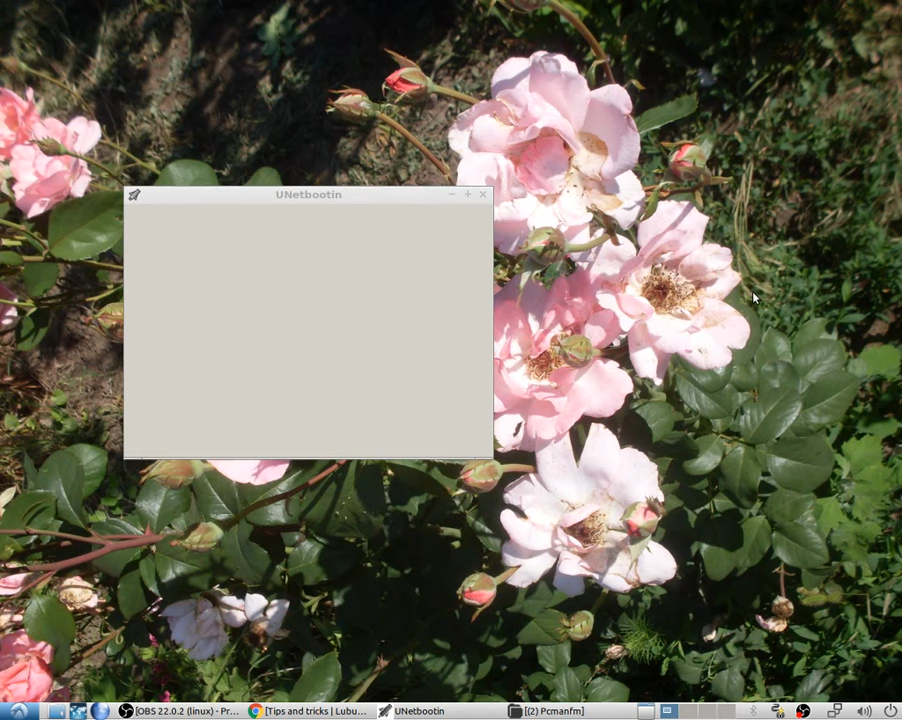 UNetbootin
[OBS 22.0.2 (linux) - Pr...
[Tips and tricks | Lubu...
UNetbootin
[(2) Pcmanfm]